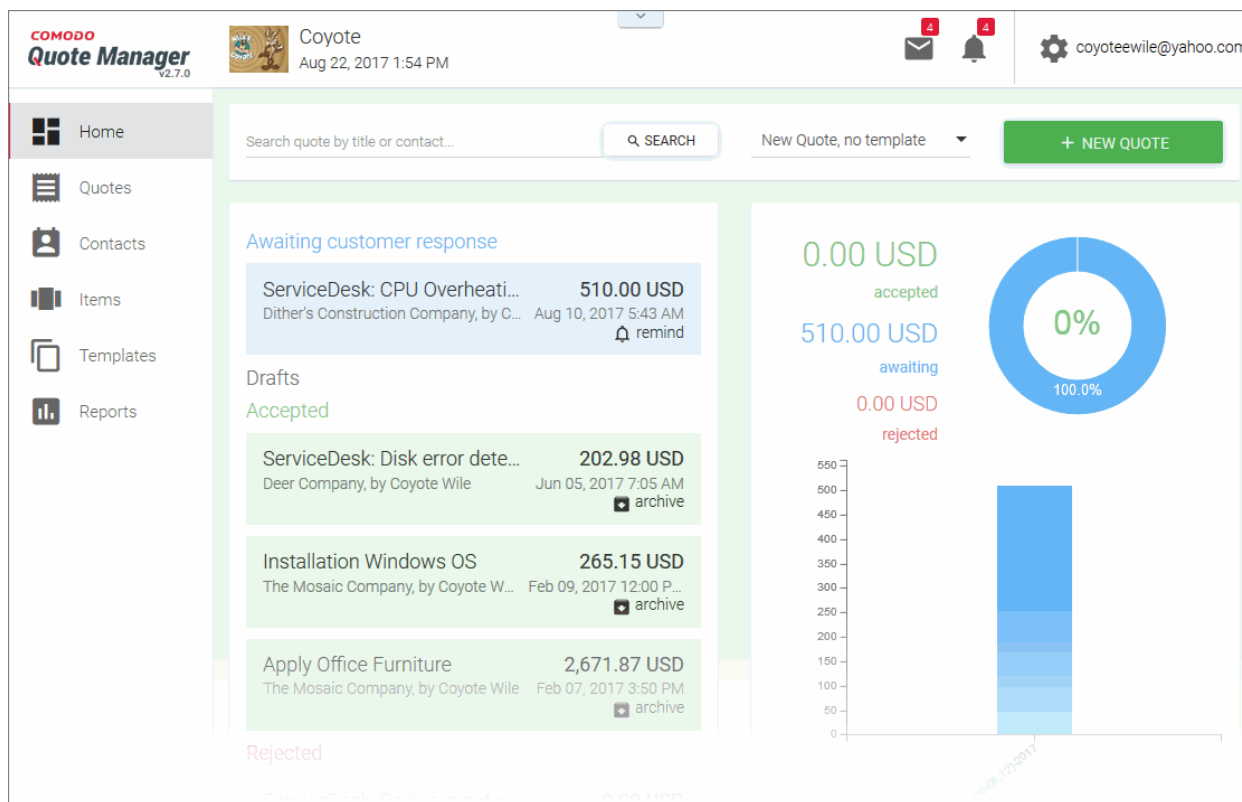 COMODO
Quote Manager
v2.7.0
Coyote
Aug 22, 2017 1:54 PM
4
4
coyoteewile@yahoo.com
Home
Quotes
Contacts
Items
Templates
Reports
Search quote by title or contact...
SEARCH
New Quote, no template
+ NEW QUOTE
Awaiting customer response
ServiceDesk: CPU Overheati... 510.00 USD
Dither's Construction Company, by C... Aug 10, 2017 5:43 AM
remind
Drafts
Accepted
ServiceDesk: Disk error dete... 202.98 USD
Deer Company, by Coyote Wile Jun 05, 2017 7:05 AM
archive
Installation Windows OS 265.15 USD
The Mosaic Company, by Coyote W... Feb 09, 2017 12:00 P...
archive
Apply Office Furniture 2,671.87 USD
The Mosaic Company, by Coyote Wile Feb 07, 2017 3:50 PM
archive
Rejected
0.00 USD
accepted
510.00 USD
awaiting
0.00 USD
rejected
0%
100.0%
550
500
450
400
350
300
250
200
150
100
50
0